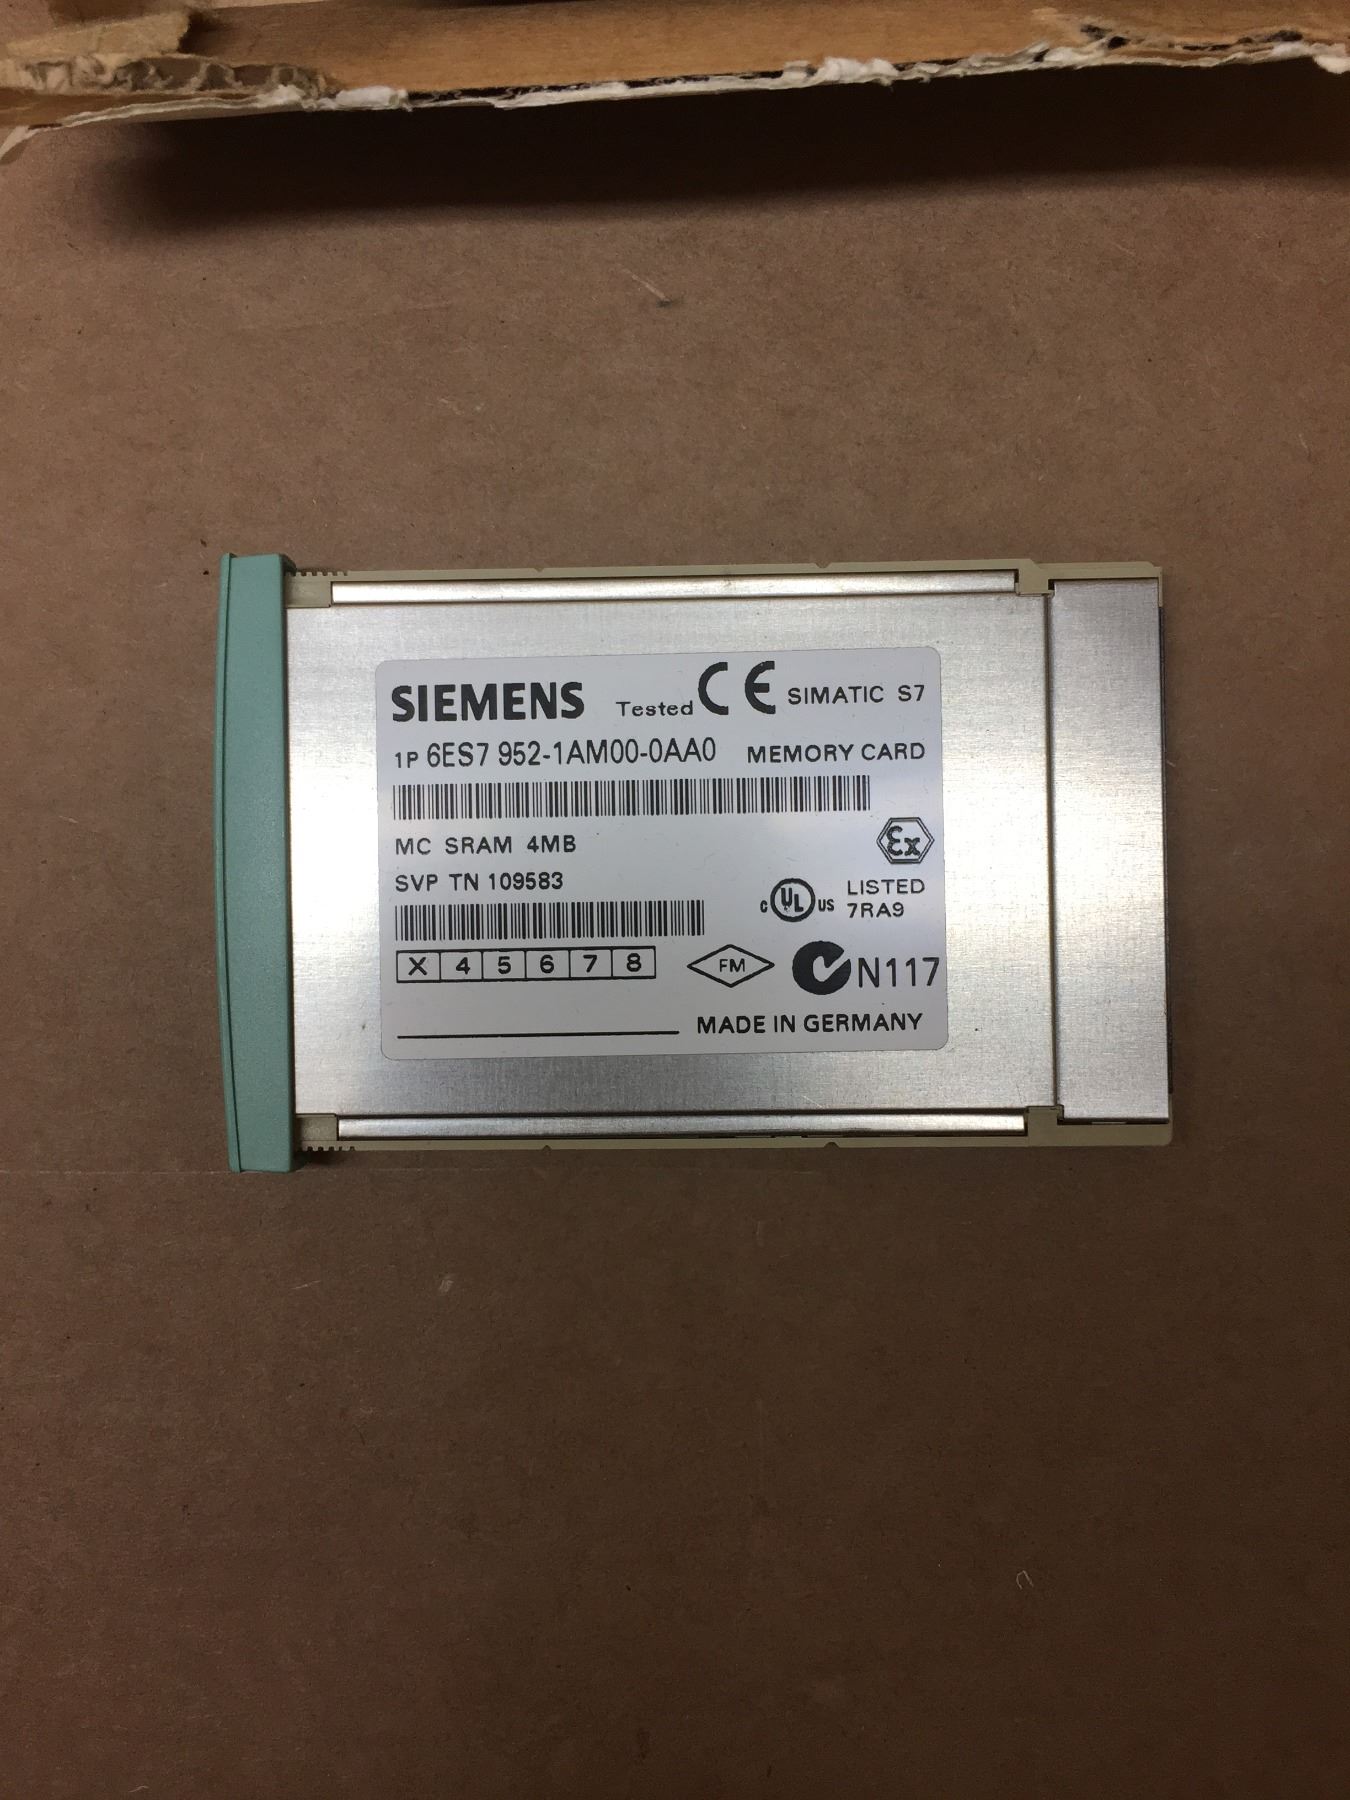 SIEMENS Tested CE SIMATIC S7
1P 6ES7 952-1AM00-0AA0 MEMORY CARD
MC SRAM 4MB
Ex
SVP TN 109583
C UL US LISTED
7RA9
X 4 5 6 7 8
FM
N117
MADE IN GERMANY